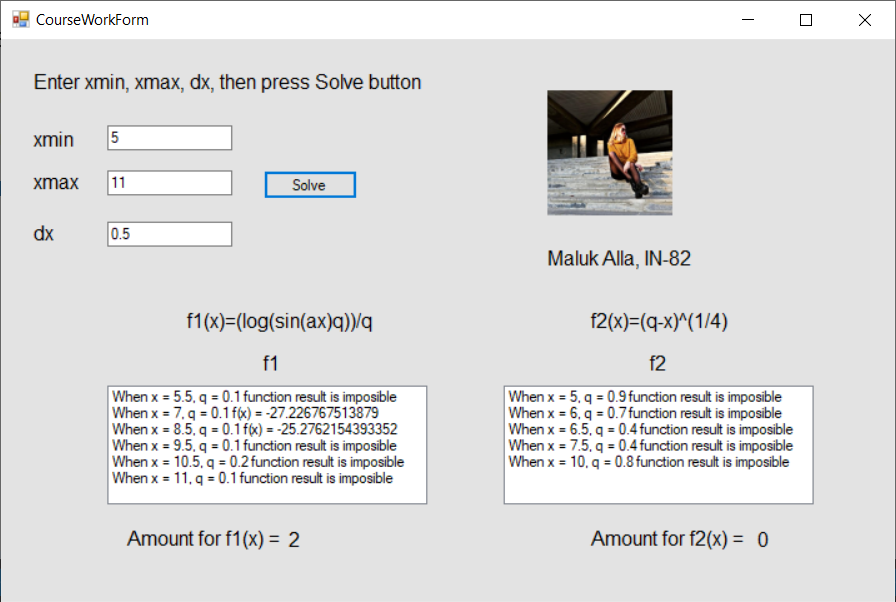 CourseWorkForm
Enter xmin, xmax, dx, then press Solve button
xmin 5
xmax 11 Solve
dx 0.5
Maluk Alla, IN-82
f1(x)=(log(sin(ax)q))/q
f1
When x = 5.5, q = 0.1 function result is imposible
When x = 7, q = 0.1 f(x) = -27.226767513879
When x = 8.5, q = 0.1 f(x) = -25.2762154393352
When x = 9.5, q = 0.1 function result is imposible
When x = 10.5, q = 0.2 function result is imposible
When x = 11, q = 0.1 function result is imposible
Amount for f1(x) = 2
f2(x)=(q-x)^(1/4)
f2
When x = 5, q = 0.9 function result is imposible
When x = 6, q = 0.7 function result is imposible
When x = 6.5, q = 0.4 function result is imposible
When x = 7.5, q = 0.4 function result is imposible
When x = 10, q = 0.8 function result is imposible
Amount for f2(x) = 0